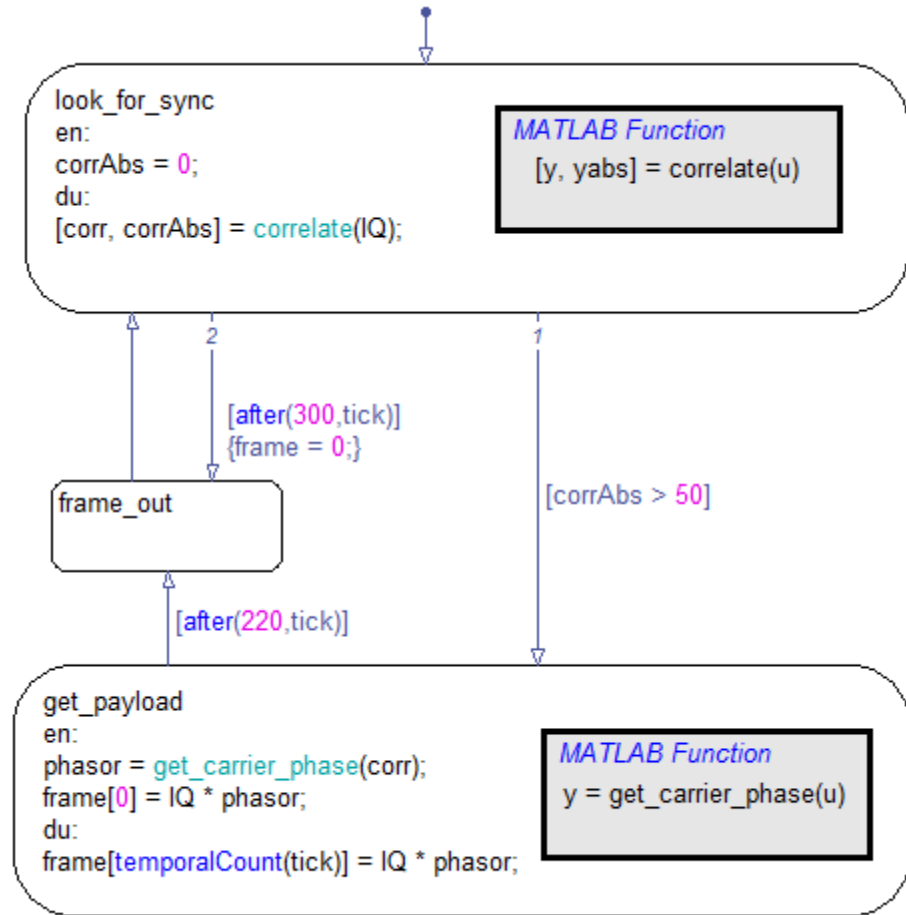 look_for_sync
en:
corrAbs = 0;
du:
[corr, corrAbs] = correlate(IQ);
MATLAB Function
[y, yabs] = correlate(u)
2
1
[after(300,tick)]
{frame = 0;}
[corrAbs > 50]
frame_out
[after(220,tick)]
get_payload
en:
phasor = get_carrier_phase(corr);
frame[0] = IQ * phasor;
du:
frame[temporalCount(tick)] = IQ * phasor;
MATLAB Function
y = get_carrier_phase(u)